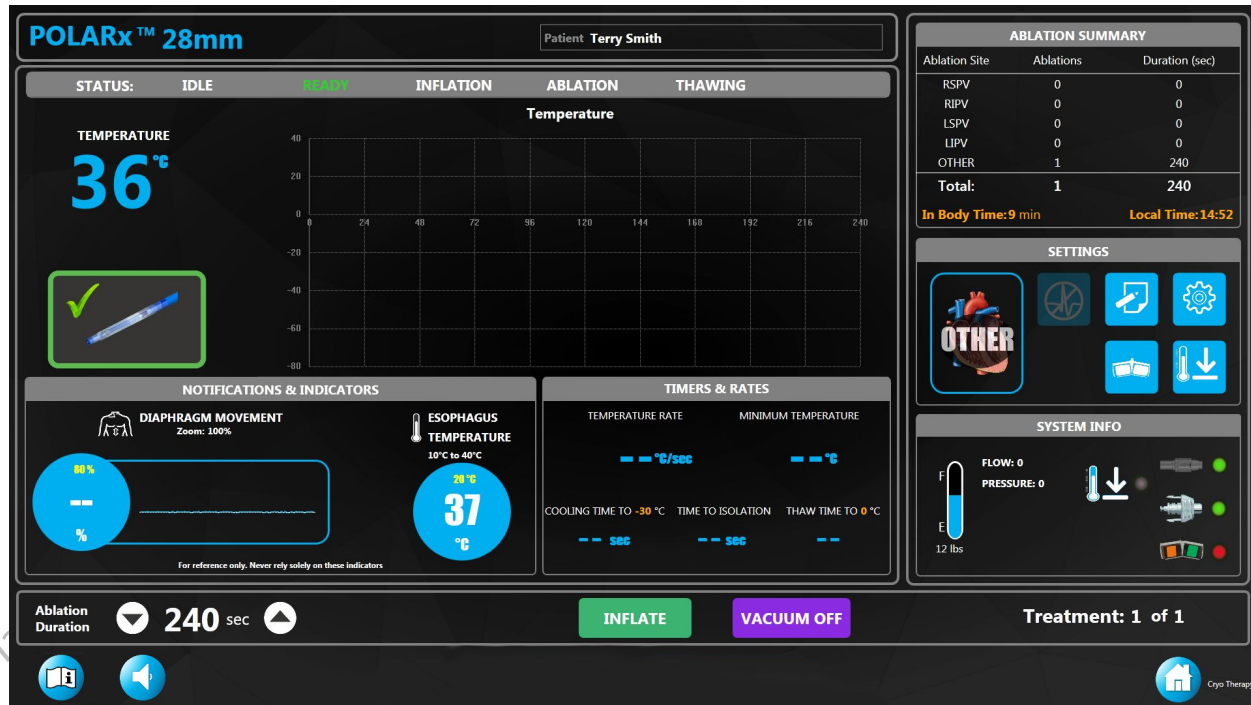 POLARx™ 28mm
Patient Terry Smith
STATUS: IDLE READY INFLATION ABLATION THAWING
TEMPERATURE
36 °C
Temperature
40
20
0
0 24 48 72 96 120 144 168 192 216 240
-20
-40
-60
-80
NOTIFICATIONS & INDICATORS
DIAPHRAGM MOVEMENT
Zoom: 100%
80 %
--
%
ESOPHAGUS
TEMPERATURE
10°C to 40°C
20 °C
37
°C
For reference only. Never rely solely on these indicators
TIMERS & RATES
TEMPERATURE RATE MINIMUM TEMPERATURE
-- °C/sec -- °C
COOLING TIME TO -30 °C TIME TO ISOLATION THAW TIME TO 0 °C
-- sec -- sec --
ABLATION SUMMARY
Ablation Site Ablations Duration (sec)
RSPV 0 0
RIPV 0 0
LSPV 0 0
LIPV 0 0
OTHER 1 240
Total: 1 240
In Body Time: 9 min Local Time: 14:52
SETTINGS
OTHER
SYSTEM INFO
F
E
12 lbs
FLOW: 0
PRESSURE: 0
Ablation
Duration
240 sec
INFLATE
VACUUM OFF
Treatment: 1 of 1
Cryo Therapy